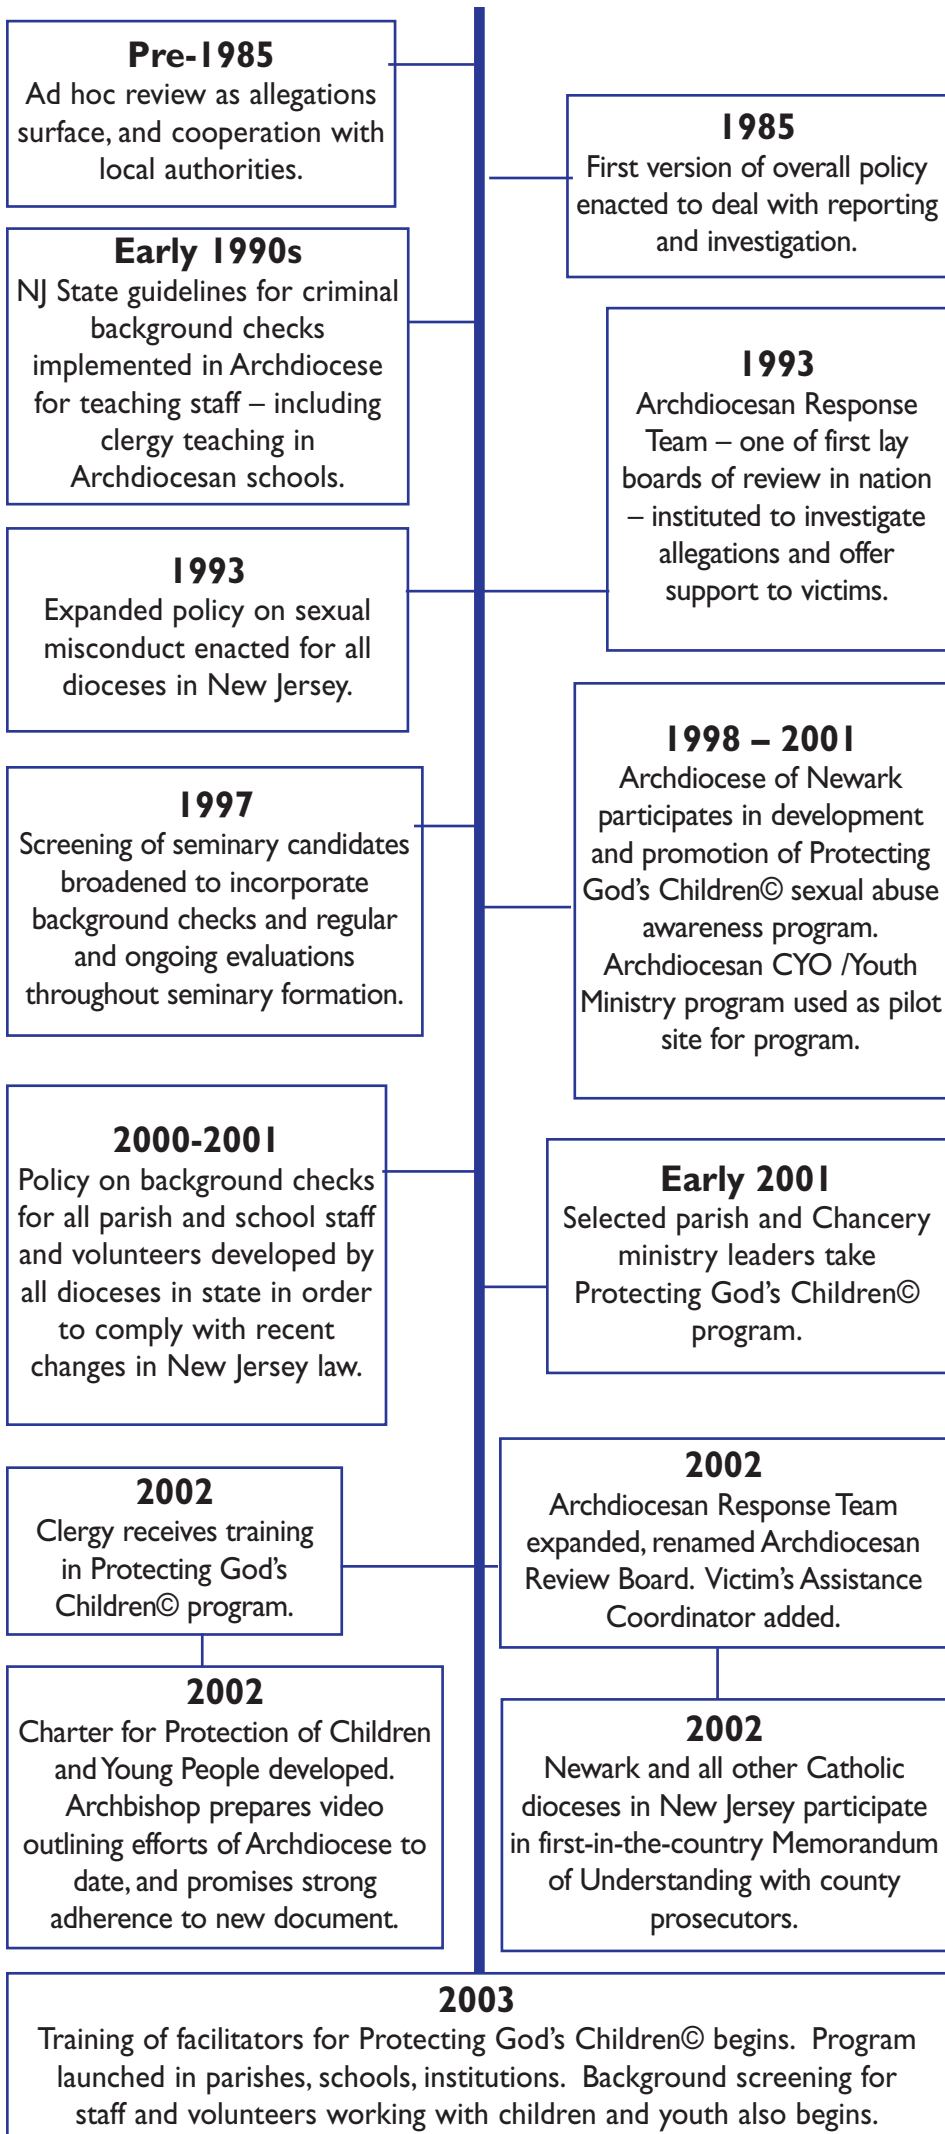 Pre-1985
Ad hoc review as allegations
surface, and cooperation with
local authorities.
1985
First version of overall policy
enacted to deal with reporting
and investigation.
Early 1990s
NJ State guidelines for criminal
background checks
implemented in Archdiocese
for teaching staff – including
clergy teaching in
Archdiocesan schools.
1993
Archdiocesan Response
Team – one of first lay
boards of review in nation
– instituted to investigate
allegations and offer
support to victims.
1993
Expanded policy on sexual
misconduct enacted for all
dioceses in New Jersey.
1998 – 2001
Archdiocese of Newark
participates in development
and promotion of Protecting
God’s Children© sexual abuse
awareness program.
Archdiocesan CYO /Youth
Ministry program used as pilot
site for program.
1997
Screening of seminary candidates
broadened to incorporate
background checks and regular
and ongoing evaluations
throughout seminary formation.
2000-2001
Policy on background checks
for all parish and school staff
and volunteers developed by
all dioceses in state in order
to comply with recent
changes in New Jersey law.
Early 2001
Selected parish and Chancery
ministry leaders take
Protecting God’s Children©
program.
2002
Clergy receives training
in Protecting God’s
Children© program.
2002
Archdiocesan Response Team
expanded, renamed Archdiocesan
Review Board. Victim’s Assistance
Coordinator added.
2002
Charter for Protection of Children
and Young People developed.
Archbishop prepares video
outlining efforts of Archdiocese to
date, and promises strong
adherence to new document.
2002
Newark and all other Catholic
dioceses in New Jersey participate
in first-in-the-country Memorandum
of Understanding with county
prosecutors.
2003
Training of facilitators for Protecting God’s Children© begins. Program
launched in parishes, schools, institutions. Background screening for
staff and volunteers working with children and youth also begins.